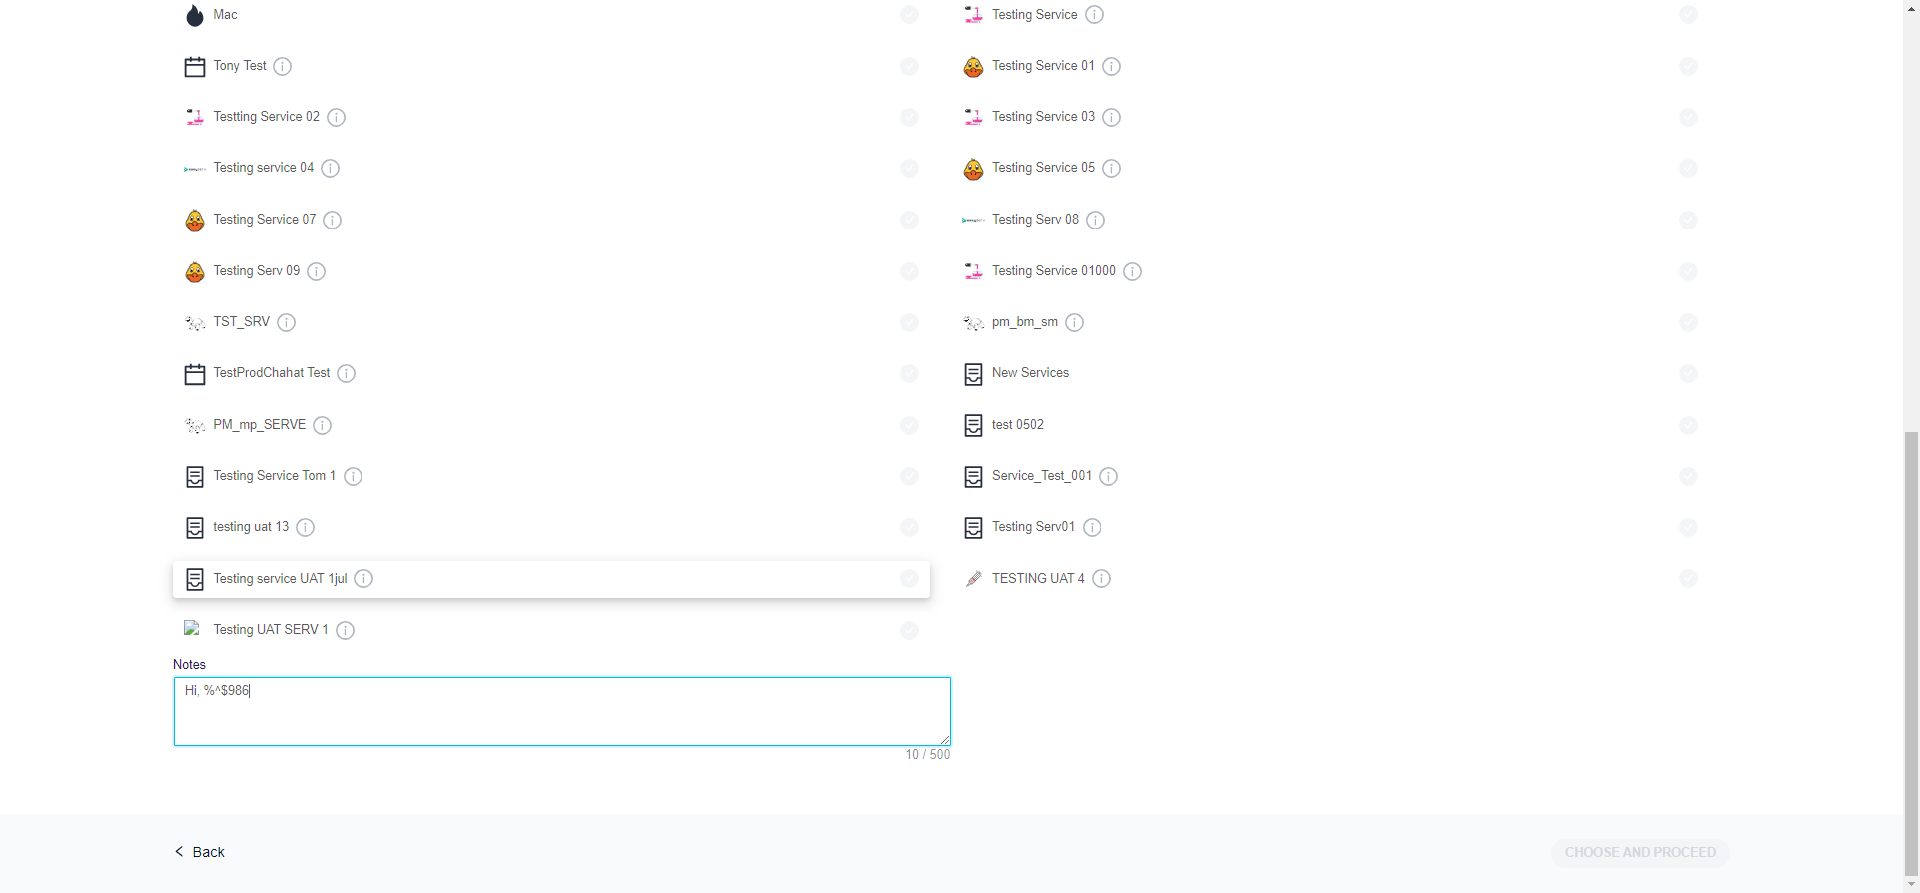 Mac
Testing Service
Tony Test
Testing Service 01
Testting Service 02
Testing Service 03
Testing service 04
Testing Service 05
Testing Service 07
Testing Serv 08
Testing Serv 09
Testing Service 01000
TST_SRV
pm_bm_sm
TestProdChahat Test
New Services
PM_mp_SERVE
test 0502
Testing Service Tom 1
Service_Test_001
testing uat 13
Testing Serv01
Testing service UAT 1jul
TESTING UAT 4
Testing UAT SERV 1
Notes
Hi, %^$986
10 / 500
Back
CHOOSE AND PROCEED